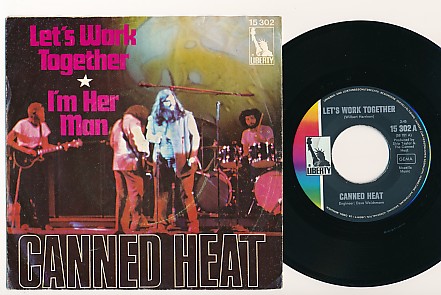 Let's Work
Together
I'm Her
Man
15 302
LIBERTY
CANNED HEAT
LET'S WORK TOGETHER
(Wilbert Harrison)
15 302 A
GEMA
LIBERTY
CANNED HEAT